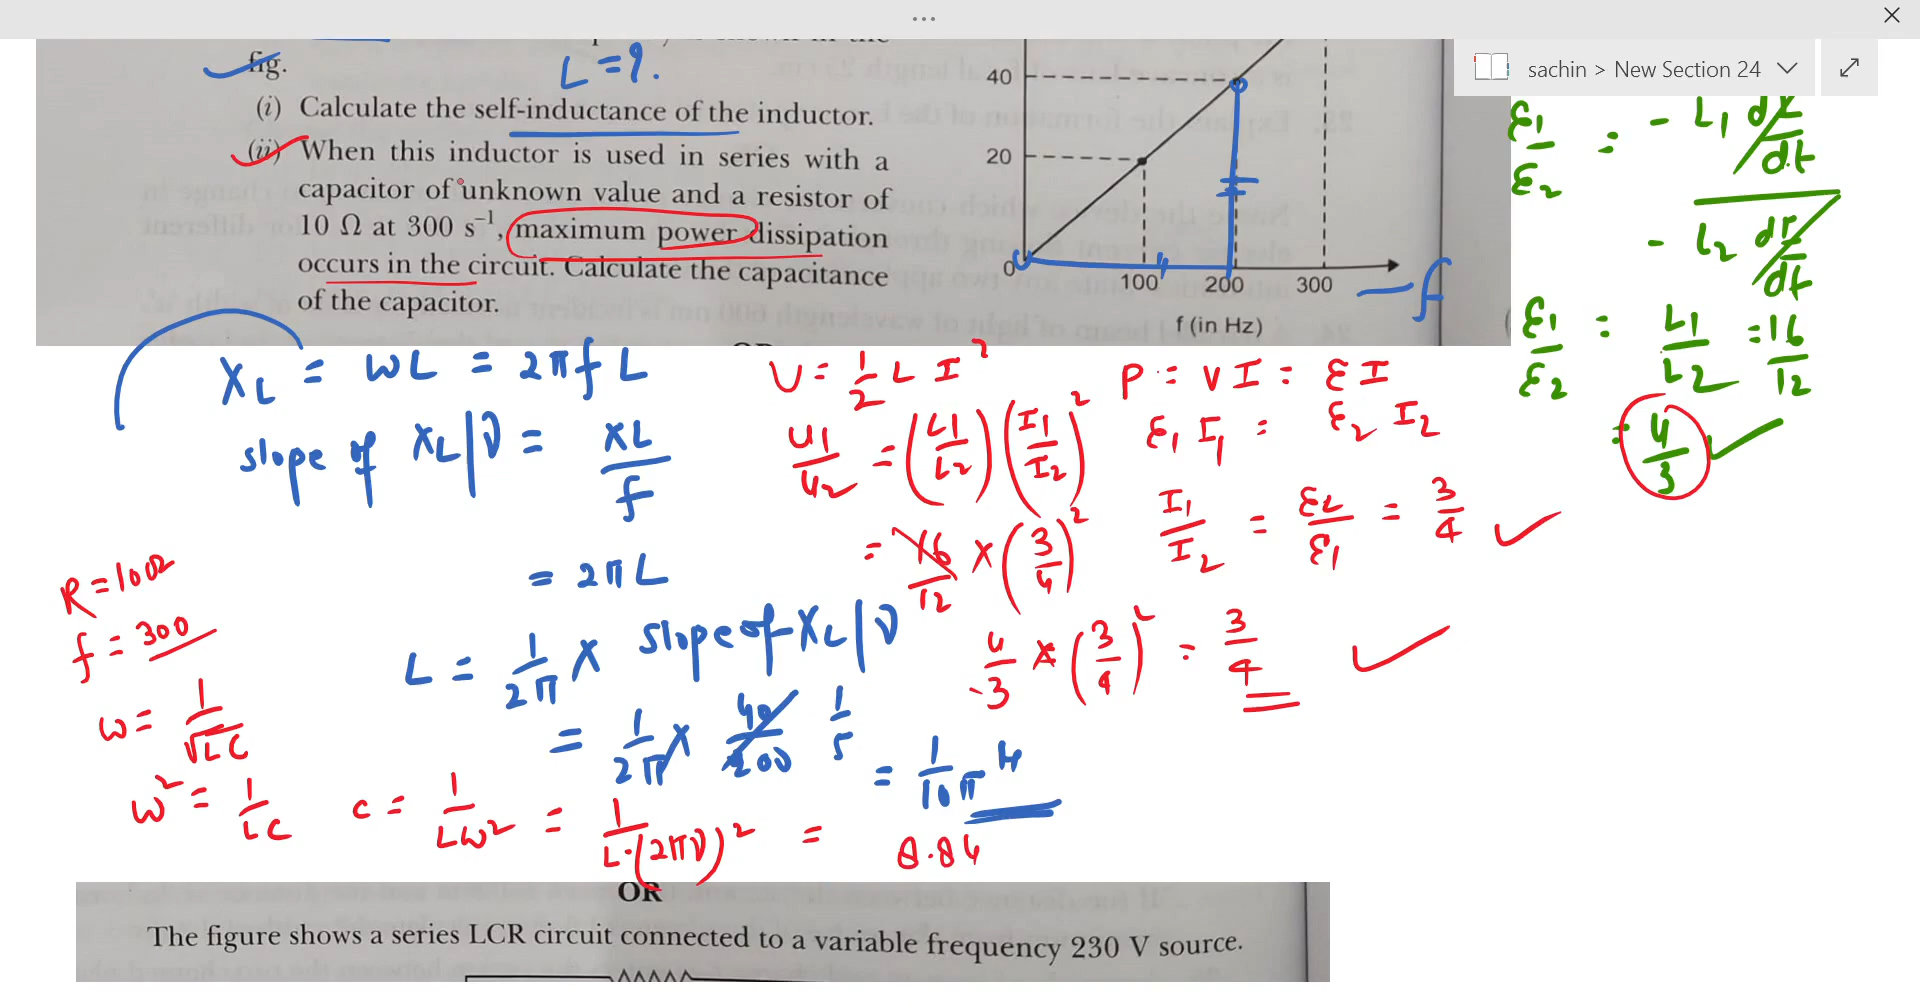 sachin > New Section 24
fig.
L = ?.
(i) Calculate the self-inductance of the inductor.
(ii) When this inductor is used in series with a
capacitor of unknown value and a resistor of
10 Ω at 300 s⁻¹, maximum power dissipation
occurs in the circuit. Calculate the capacitance
of the capacitor.
40
20
0
100 200 300
f (in Hz)
f
ε1/ε2 = - L1 dI/dt / - L2 dI/dt
ε1/ε2 = L1/L2 = 16/12
= 4/3
XL = ωL = 2πfL
slope of XL|ν = XL/f
= 2πL
L = 1/2π × slope of XL|ν
= 1/2π × 40/200 1/5
= 1/10π H
R = 10Ω
f = 300
ω = 1/√LC
ω² = 1/LC
C = 1/Lω² = 1/L·(2πν)² = 8.84
U = 1/2 L I²
U1/U2 = (L1/L2) (I1/I2)²
= 16/12 × (3/4)²
4/3 × (3/4)² = 3/4
P = VI = εI
ε1 I1 = ε2 I2
I1/I2 = ε2/ε1 = 3/4
OR
The figure shows a series LCR circuit connected to a variable frequency 230 V source.